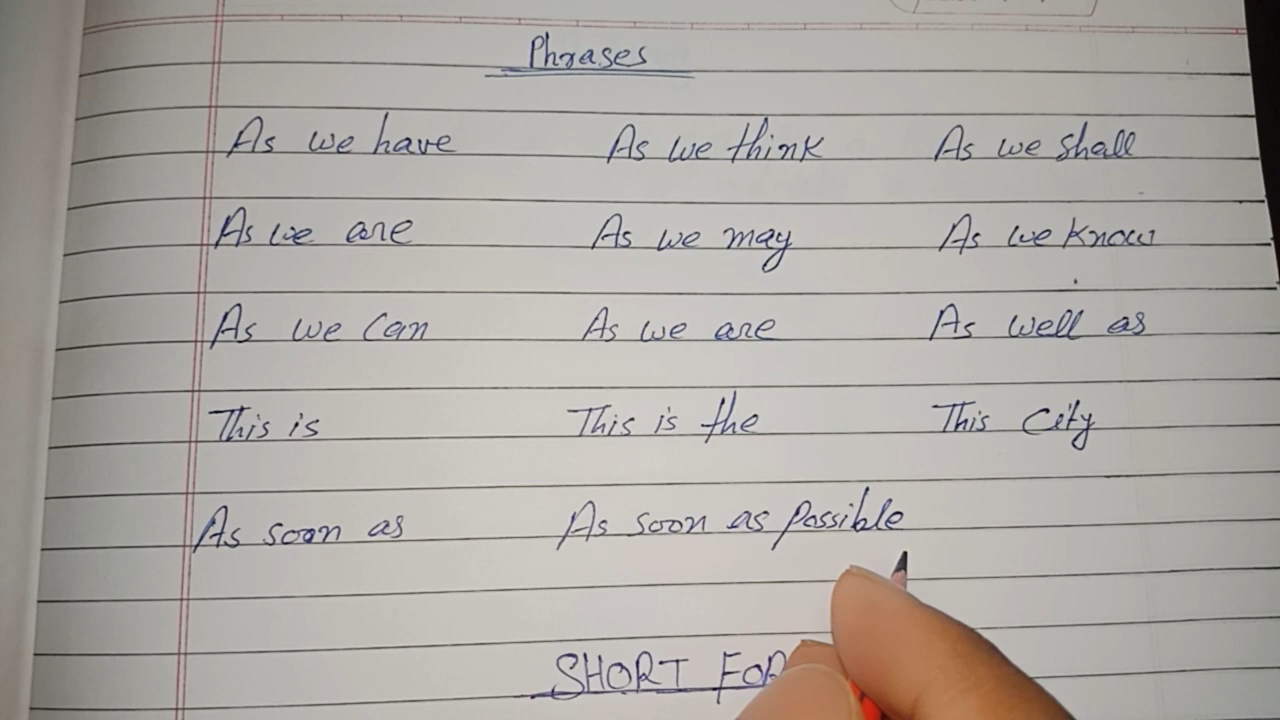 Phrases
As we have As we think As we shall
As we are As we may As we know
As we can As we are As well as
This is This is the This City
As soon as As soon as possible
SHORT FOR